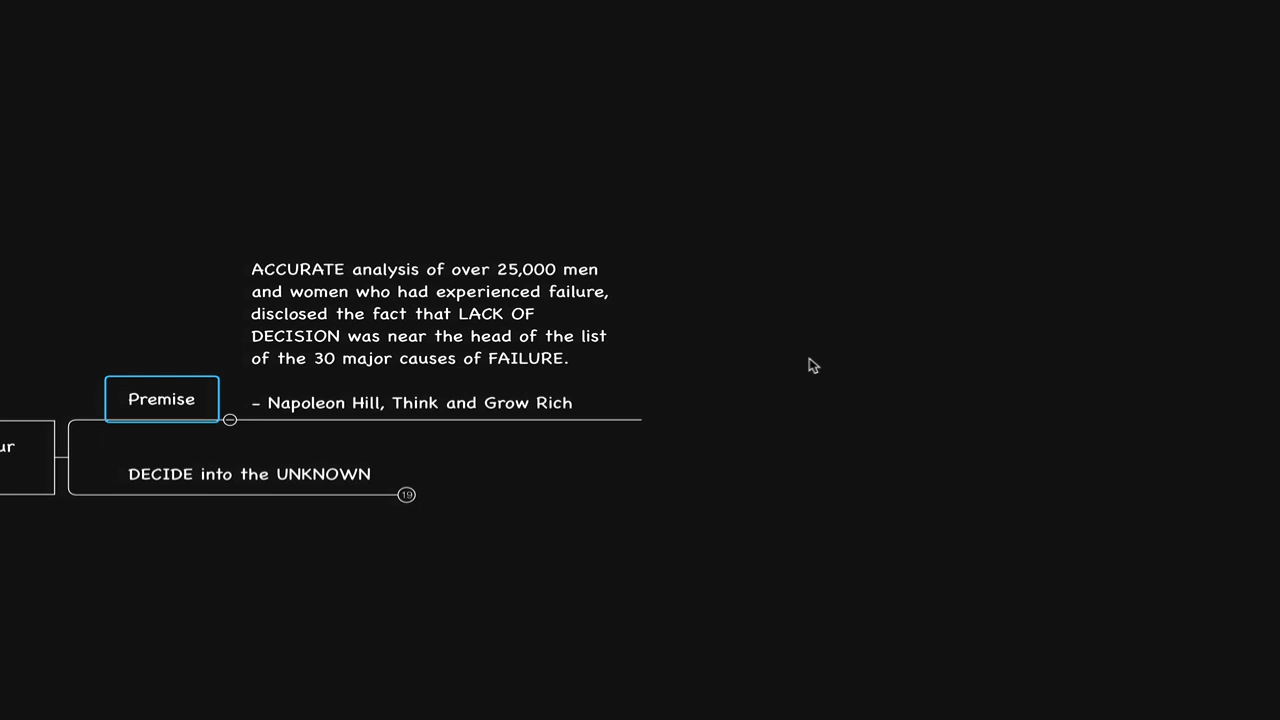 ACCURATE analysis of over 25,000 men
and women who had experienced failure,
disclosed the fact that LACK OF
DECISION was near the head of the list
of the 30 major causes of FAILURE.
Premise
– Napoleon Hill, Think and Grow Rich
ur
DECIDE into the UNKNOWN
19